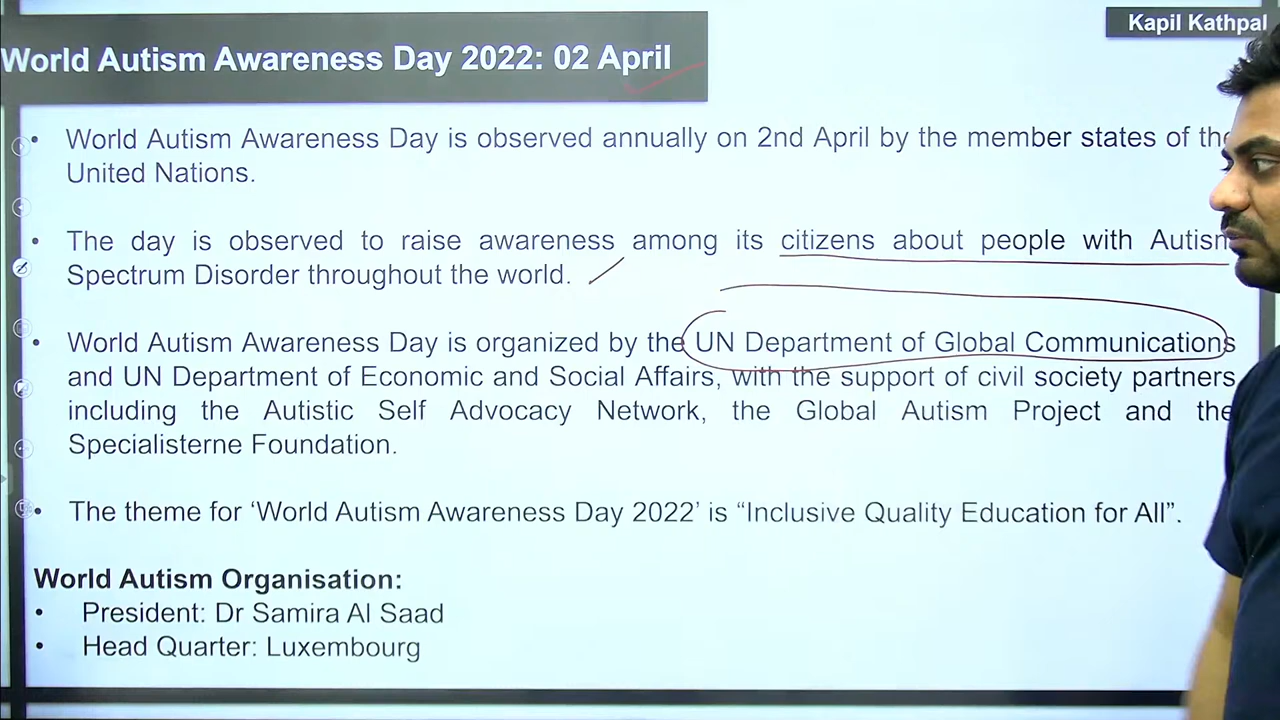 Kapil Kathpal
World Autism Awareness Day 2022: 02 April
• World Autism Awareness Day is observed annually on 2nd April by the member states of the
United Nations.
• The day is observed to raise awareness among its citizens about people with Autism
Spectrum Disorder throughout the world.
• World Autism Awareness Day is organized by the UN Department of Global Communications
and UN Department of Economic and Social Affairs, with the support of civil society partners
including the Autistic Self Advocacy Network, the Global Autism Project and the
Specialisterne Foundation.
• The theme for ‘World Autism Awareness Day 2022’ is “Inclusive Quality Education for All”.
World Autism Organisation:
• President: Dr Samira Al Saad
• Head Quarter: Luxembourg